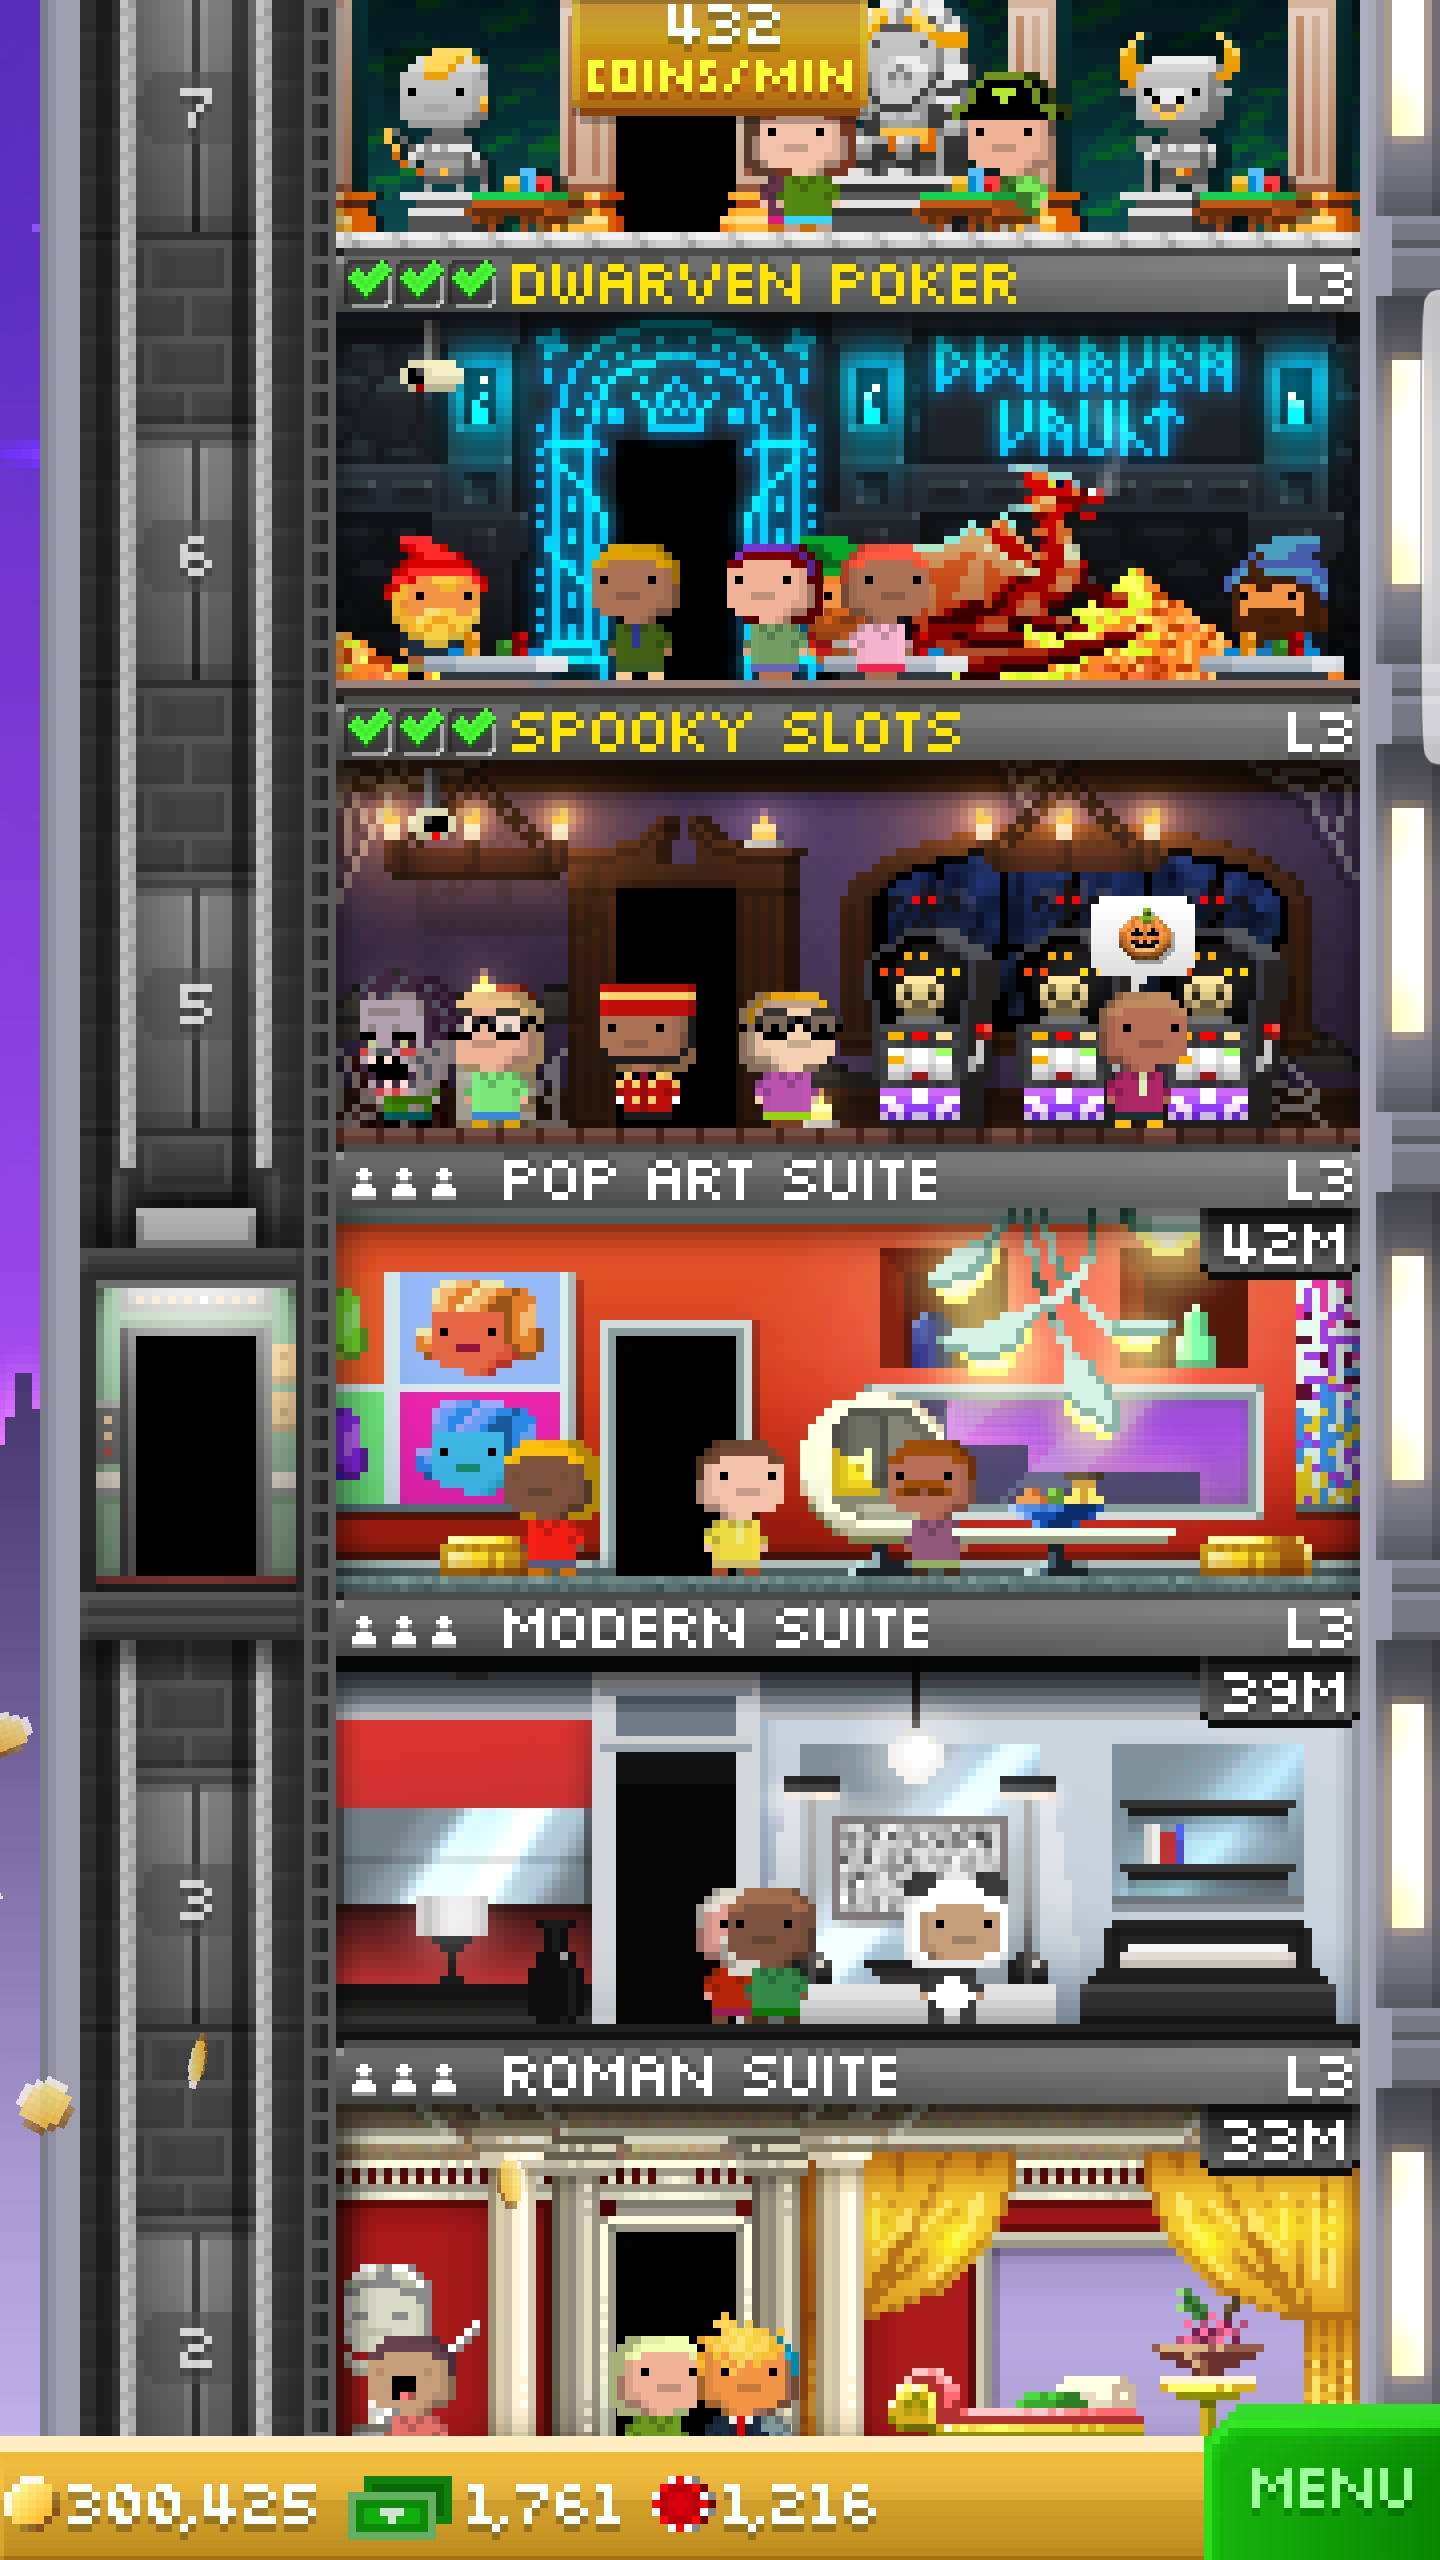 432
COINS/MIN
7
DWARVEN POKER L3
DWARVEN
VAULT
6
SPOOKY SLOTS L3
5
POP ART SUITE L3
42M
MODERN SUITE L3
39M
3
ROMAN SUITE L3
33M
2
300,425 1,761 1,216
MENU